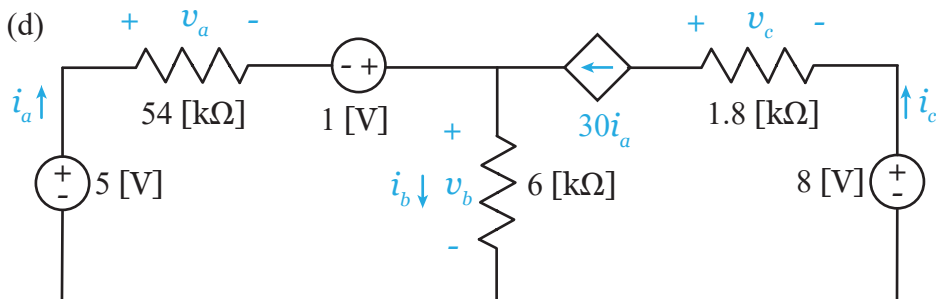 (d)
+ v_a -
+ v_c -
- +
i_a
54 [kΩ]
1 [V]
30i_a
1.8 [kΩ]
i_c
+
-
5 [V]
i_b
+
v_b
-
6 [kΩ]
8 [V]
+
-